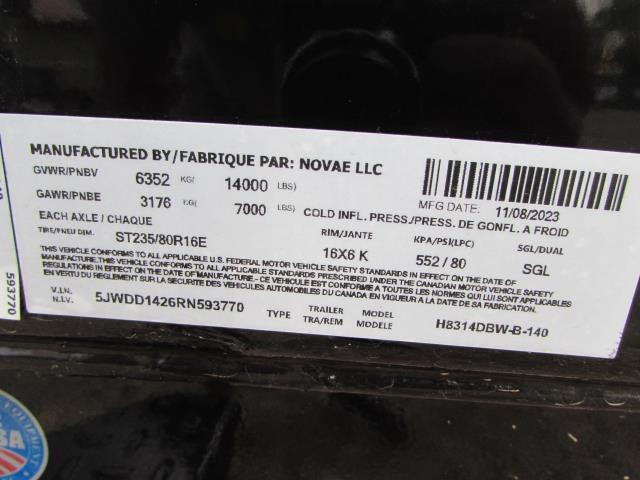 MANUFACTURED BY/FABRIQUE PAR: NOVAE LLC
GVWR/PNBV 6352 KG( 14000 LBS) MFG DATE: 11/08/2023
GAWR/PNBE 3176 KG( 7000 LBS) COLD INFL. PRESS/PRESS. DE GONFL. A FROID
EACH AXLE / CHAQUE RIM/JANTE KPA/PSI(LPC) SGL/DUAL
TIRE/PNEU DIM. ST235/80R16E 16X6 K 552 / 80 SGL
THIS VEHICLE CONFORMS TO ALL APPLICABLE U.S. FEDERAL MOTOR VEHICLE SAFETY STANDARDS IN EFFECT ON THE DATE OF
MANUFACTURE. THIS VEHICLE CONFORMS TO ALL APPLICABLE STANDARDS PRESCRIBED UNDER THE CANADIAN MOTOR VEHICLE SAFETY
REGULATIONS IN EFFECT ON THE DATE OF MANUFACTURE - CE VEHICULE EST CONFORME A TOUTES LES NORMES QUI LUI SONT APPLICABLES
EN VERTU DU REGLEMENT SUR LA SECURITE DES VEHICULES AUTOMOBILES DU CANADA EN VIGUEUR A LA DATE DE SA FABRICATION.
V.I.N. 5JWDD1426RN593770 TYPE TRAILER MODEL H8314DBW-B-140
N.I.V. TRA/REM MODELE
593770
EQUIPMENT